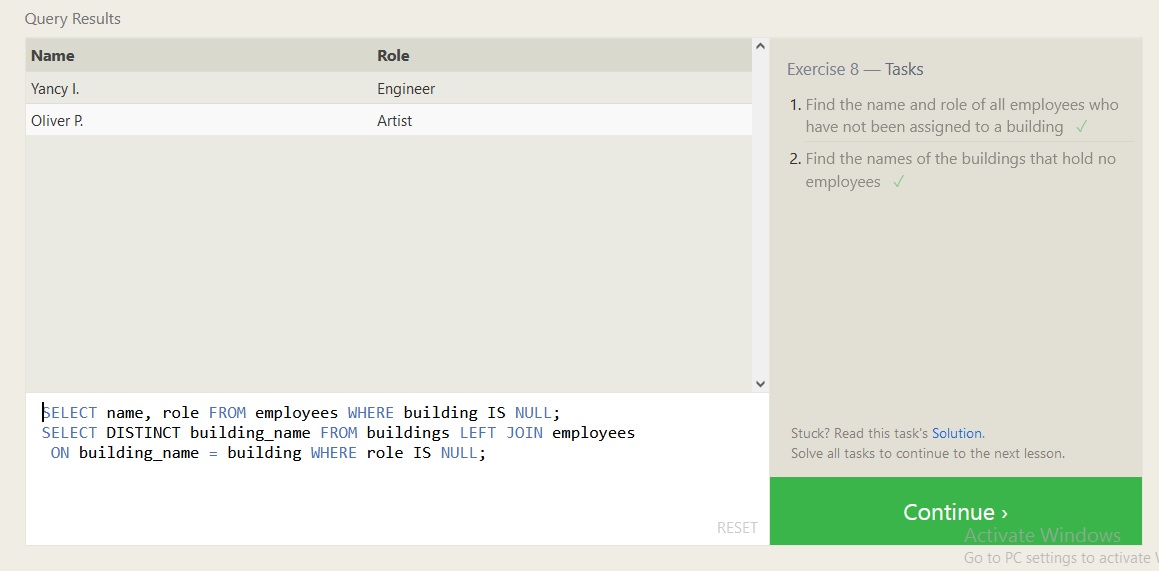 Query Results
Name Role
Yancy I. Engineer
Oliver P. Artist
SELECT name, role FROM employees WHERE building IS NULL;
SELECT DISTINCT building_name FROM buildings LEFT JOIN employees
ON building_name = building WHERE role IS NULL;
RESET
Exercise 8 — Tasks
1. Find the name and role of all employees who
have not been assigned to a building ✓
2. Find the names of the buildings that hold no
employees ✓
Stuck? Read this task's Solution.
Solve all tasks to continue to the next lesson.
Continue ›
Activate Windows
Go to PC settings to activate